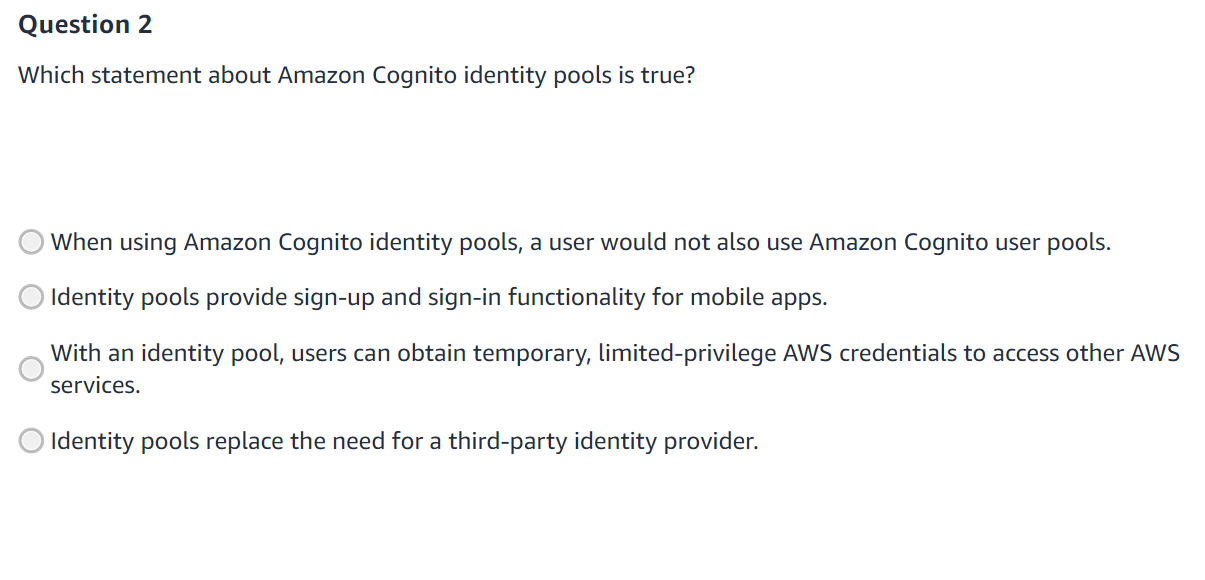 Question 2
Which statement about Amazon Cognito identity pools is true?
When using Amazon Cognito identity pools, a user would not also use Amazon Cognito user pools.
Identity pools provide sign-up and sign-in functionality for mobile apps.
With an identity pool, users can obtain temporary, limited-privilege AWS credentials to access other AWS
services.
Identity pools replace the need for a third-party identity provider.